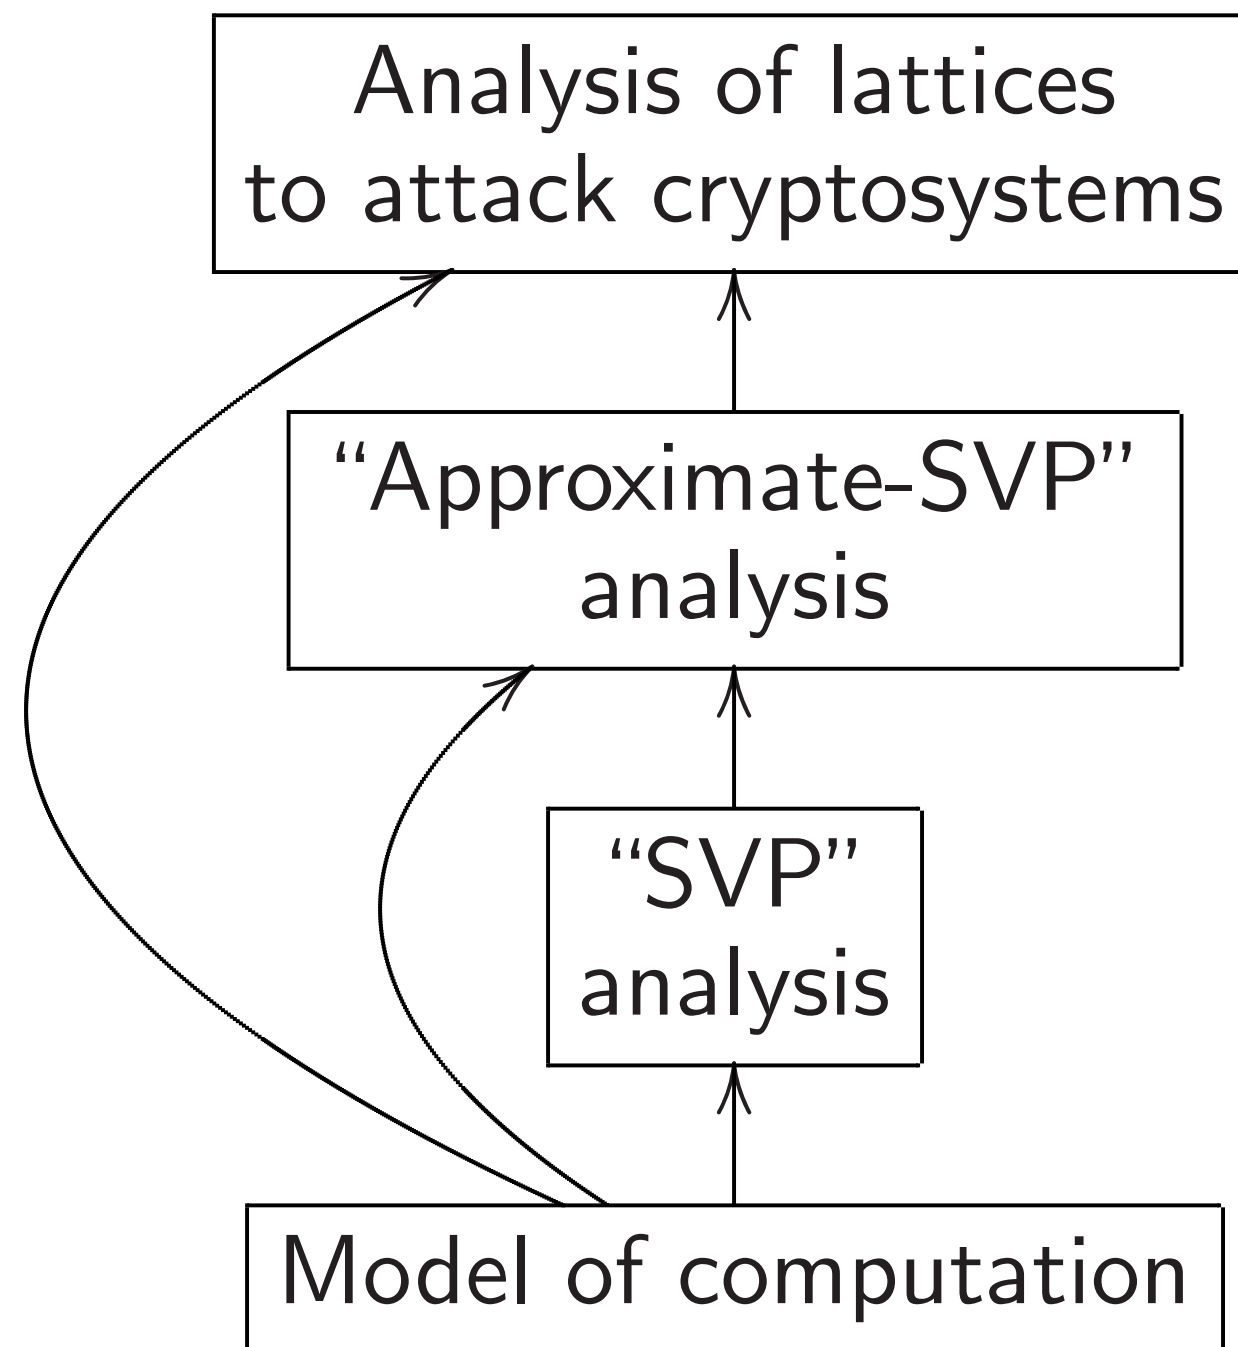 Analysis of lattices
to attack cryptosystems
“Approximate-SVP”
analysis
“SVP”
analysis
Model of computation